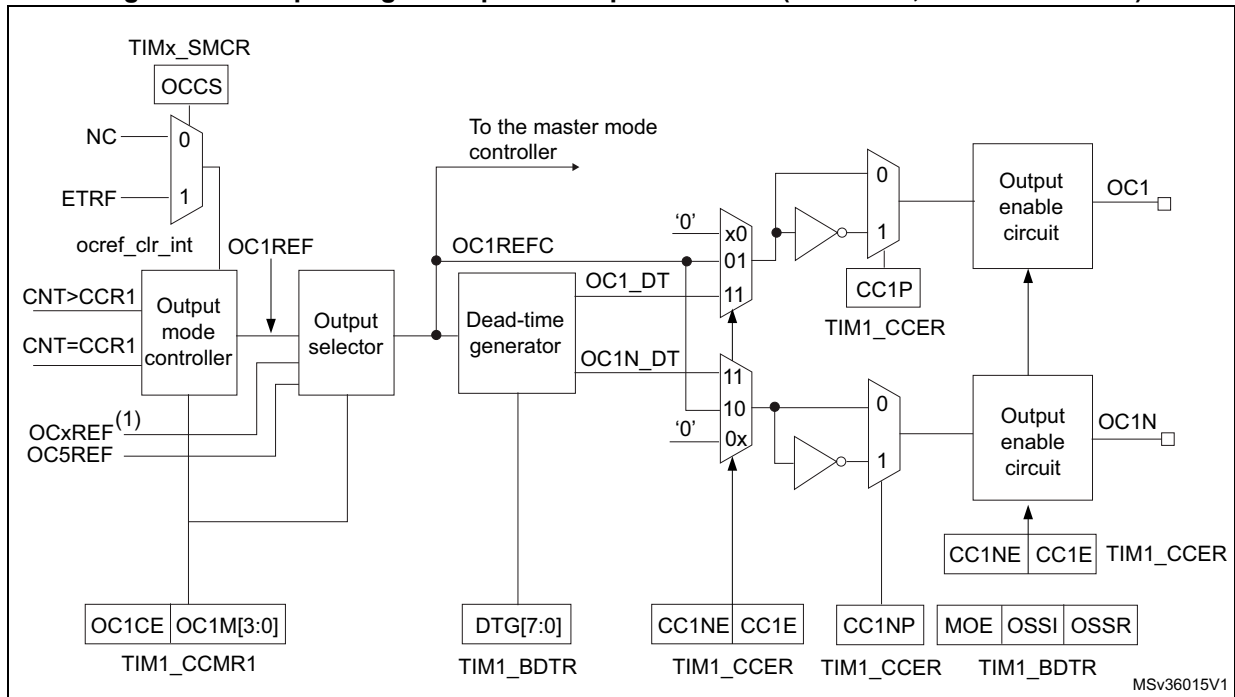 TIMx_SMCR
OCCS
NC
0
ETRF
1
ocref_clr_int
OC1REF
To the master mode
controller
CNT>CCR1
CNT=CCR1
Output
mode
controller
Output
selector
OC1REFC
Dead-time
generator
OC1_DT
OC1N_DT
OCxREF(1)
OC5REF
‘0’
x0
01
11
11
10
‘0’
0x
0
1
CC1P
TIM1_CCER
0
1
Output
enable
circuit
OC1
Output
enable
circuit
OC1N
CC1NE CC1E TIM1_CCER
OC1CE OC1M[3:0]
TIM1_CCMR1
DTG[7:0]
TIM1_BDTR
CC1NE CC1E
TIM1_CCER
CC1NP
TIM1_CCER
MOE OSSI OSSR
TIM1_BDTR
MSv36015V1